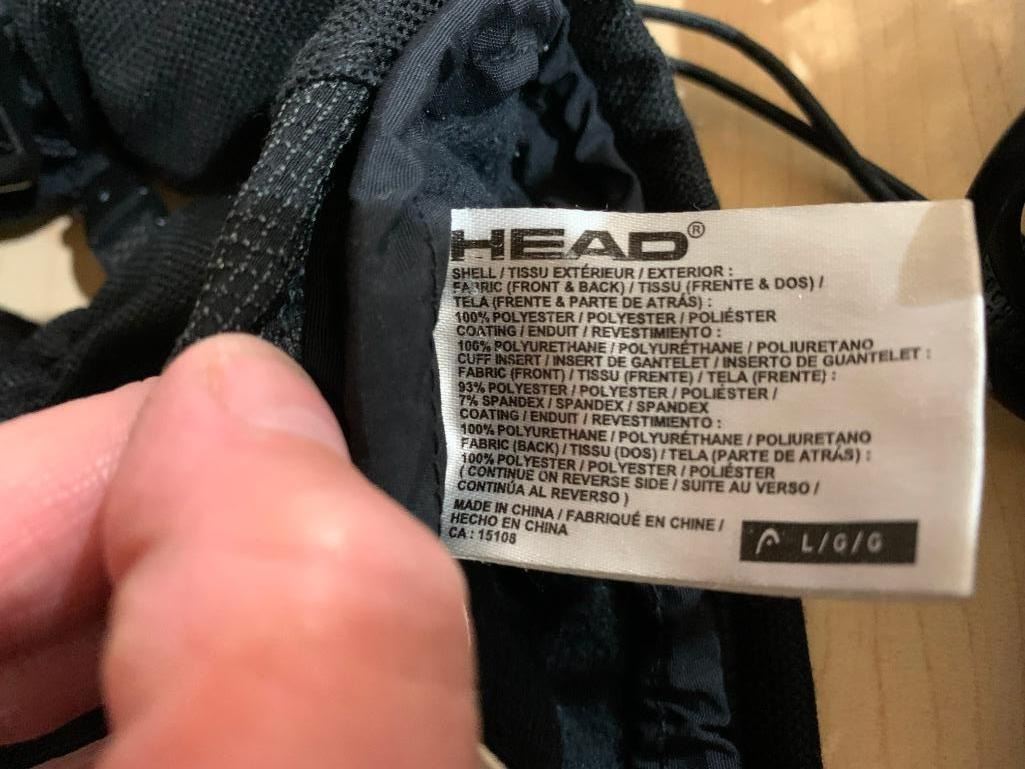 HEAD®
SHELL / TISSU EXTÉRIEUR / EXTERIOR :
FABRIC (FRONT & BACK) / TISSU (FRENTE & DOS) /
TELA (FRENTE & PARTE DE ATRÁS) :
100% POLYESTER / POLYESTER / POLIÉSTER
COATING / ENDUIT / REVESTIMIENTO :
100% POLYURETHANE / POLYURÉTHANE / POLIURETANO
CUFF INSERT / INSERT DE GANTELET / INSERTO DE GUANTELET :
FABRIC (FRONT) / TISSU (FRENTE) / TELA (FRENTE) :
93% POLYESTER / POLYESTER / POLIÉSTER /
7% SPANDEX / SPANDEX / SPANDEX
COATING / ENDUIT / REVESTIMIENTO :
100% POLYURETHANE / POLYURÉTHANE / POLIURETANO
FABRIC (BACK) / TISSU (DOS) / TELA (PARTE DE ATRÁS) :
100% POLYESTER / POLYESTER / POLIÉSTER
( CONTINUE ON REVERSE SIDE / SUITE AU VERSO /
CONTINÚA AL REVERSO )
MADE IN CHINA / FABRIQUÉ EN CHINE /
HECHO EN CHINA
CA : 15108
L/G/G